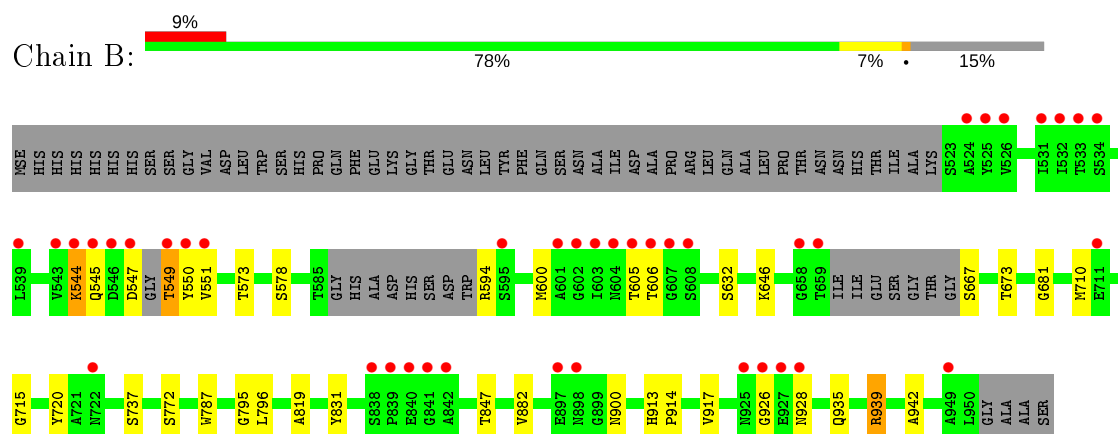 9%
Chain B:
78% 7% • 15%
MSE HIS HIS HIS HIS HIS HIS SER SER GLY VAL ASP LEU TRP SER HIS PRO GLN PHE GLU LYS GLY THR GLU ASN LEU TYR PHE GLN SER ASN ALA ILE ASP ALA PRO ARG LEU GLN ALA LEU PRO THR ASN ASN HIS THR ILE ALA LYS S523 A524 Y525 V526 I531 I532 T533 S534
L539 V543 K544 Q545 D546 D547 GLY T549 Y550 V551 T573 S578 T585 GLY HIS ALA ASP HIS SER ASP TRP R594 S595 M600 A601 G602 I603 N604 T605 T606 G607 S608 S632 K646 G658 T659 ILE ILE GLU SER GLY THR GLY S667 T673 G681 M710 E711
G715 Y720 A721 N722 S737 S772 W787 G795 L796 A819 Y831 S838 P839 E840 G841 A842 T847 V882 E897 N898 G899 N900 H913 P914 V917 N925 G926 E927 N928 Q935 R939 A942 A949 L950 GLY ALA ALA SER